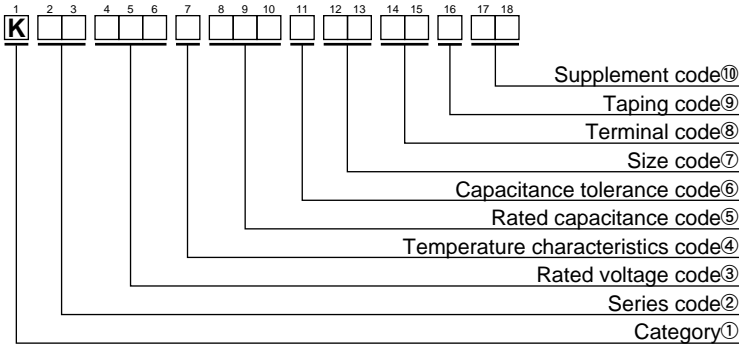 1 2 3 4 5 6 7 8 9 10 11 12 13 14 15 16 17 18
K
Supplement code⑩
Taping code⑨
Terminal code⑧
Size code⑦
Capacitance tolerance code⑥
Rated capacitance code⑤
Temperature characteristics code④
Rated voltage code③
Series code②
Category①